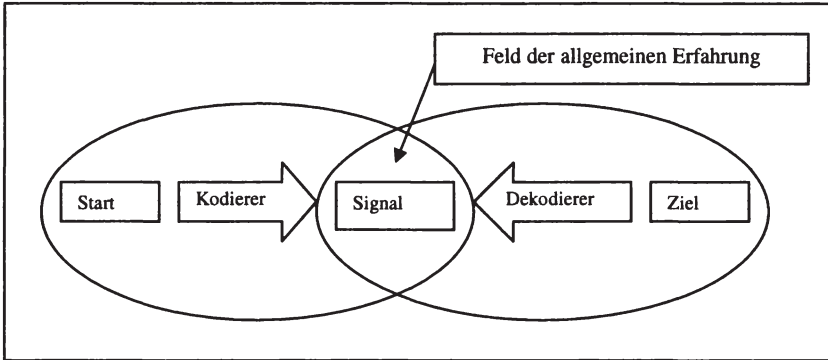 Feld der allgemeinen Erfahrung
Start
Kodierer
Signal
Dekodierer
Ziel